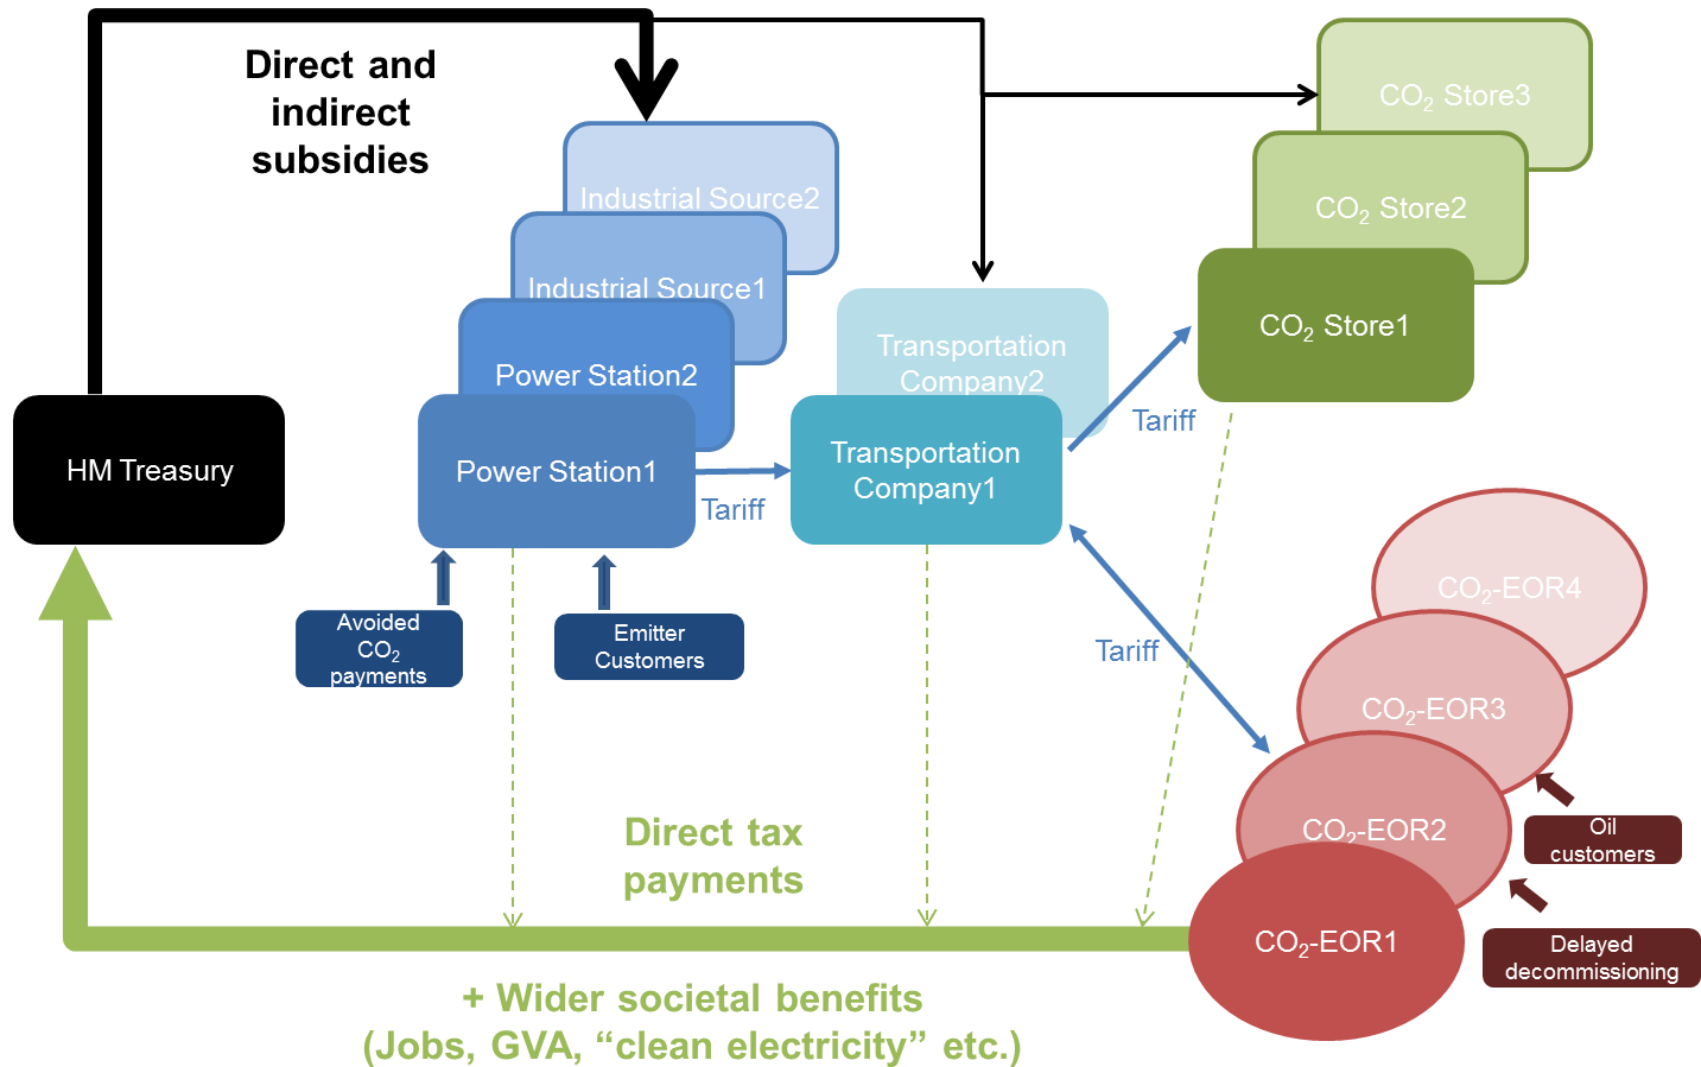 Direct and
indirect
subsidies
CO₂ Store3
Industrial Source2
CO₂ Store2
Industrial Source1
CO₂ Store1
Transportation
Company2
Power Station2
Tariff
HM Treasury
Power Station1
Tariff
Transportation
Company1
CO₂-EOR4
Avoided
CO₂
payments
Emitter
Customers
Tariff
CO₂-EOR3
Direct tax
payments
CO₂-EOR2
Oil
customers
CO₂-EOR1
Delayed
decommissioning
+ Wider societal benefits
(Jobs, GVA, “clean electricity” etc.)